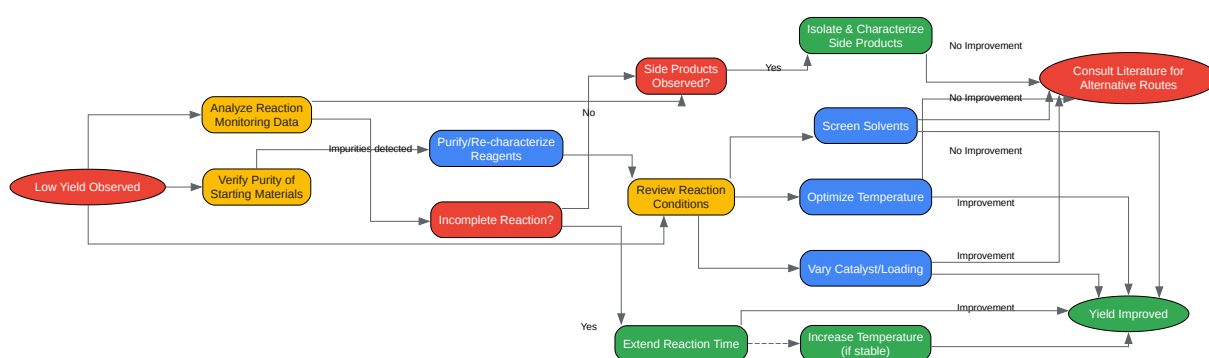 Isolate & Characterize
Side Products
No Improvement
Side Products
Observed?
Yes
Consult Literature for
Alternative Routes
Analyze Reaction
Monitoring Data
No
No Improvement
Screen Solvents
Impurities detected
Purify/Re-characterize
Reagents
No Improvement
Low Yield Observed
Verify Purity of
Starting Materials
Review Reaction
Conditions
Optimize Temperature
Improvement
Incomplete Reaction?
Improvement
Vary Catalyst/Loading
Improvement
Yield Improved
Yes
Extend Reaction Time
Increase Temperature
(if stable)